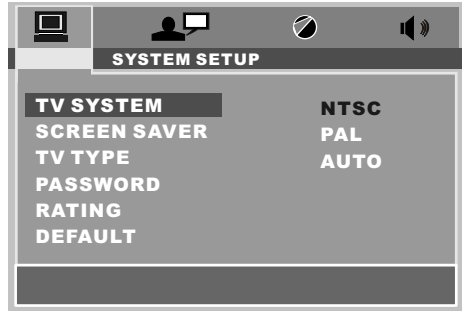 SYSTEM SETUP
TV SYSTEM NTSC
SCREEN SAVER PAL
TV TYPE AUTO
PASSWORD
RATING
DEFAULT